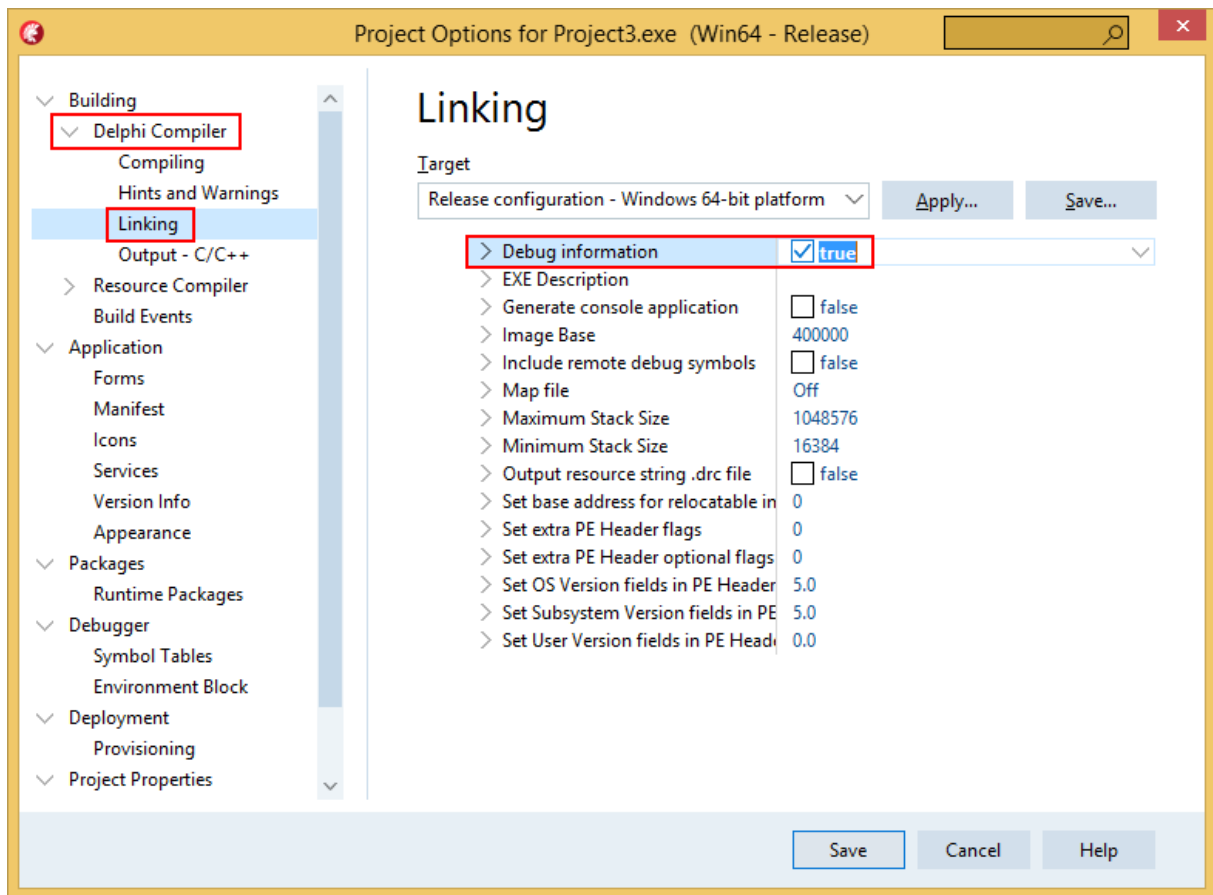 Project Options for Project3.exe (Win64 - Release)
Building
Delphi Compiler
Compiling
Hints and Warnings
Linking
Output - C/C++
Resource Compiler
Build Events
Application
Forms
Manifest
Icons
Services
Version Info
Appearance
Packages
Runtime Packages
Debugger
Symbol Tables
Environment Block
Deployment
Provisioning
Project Properties
Linking
Target
Release configuration - Windows 64-bit platform Apply... Save...
Debug information true
EXE Description
Generate console application false
Image Base 400000
Include remote debug symbols false
Map file Off
Maximum Stack Size 1048576
Minimum Stack Size 16384
Output resource string .drc file false
Set base address for relocatable in 0
Set extra PE Header flags 0
Set extra PE Header optional flags 0
Set OS Version fields in PE Header 5.0
Set Subsystem Version fields in PE 5.0
Set User Version fields in PE Head 0.0
Save Cancel Help